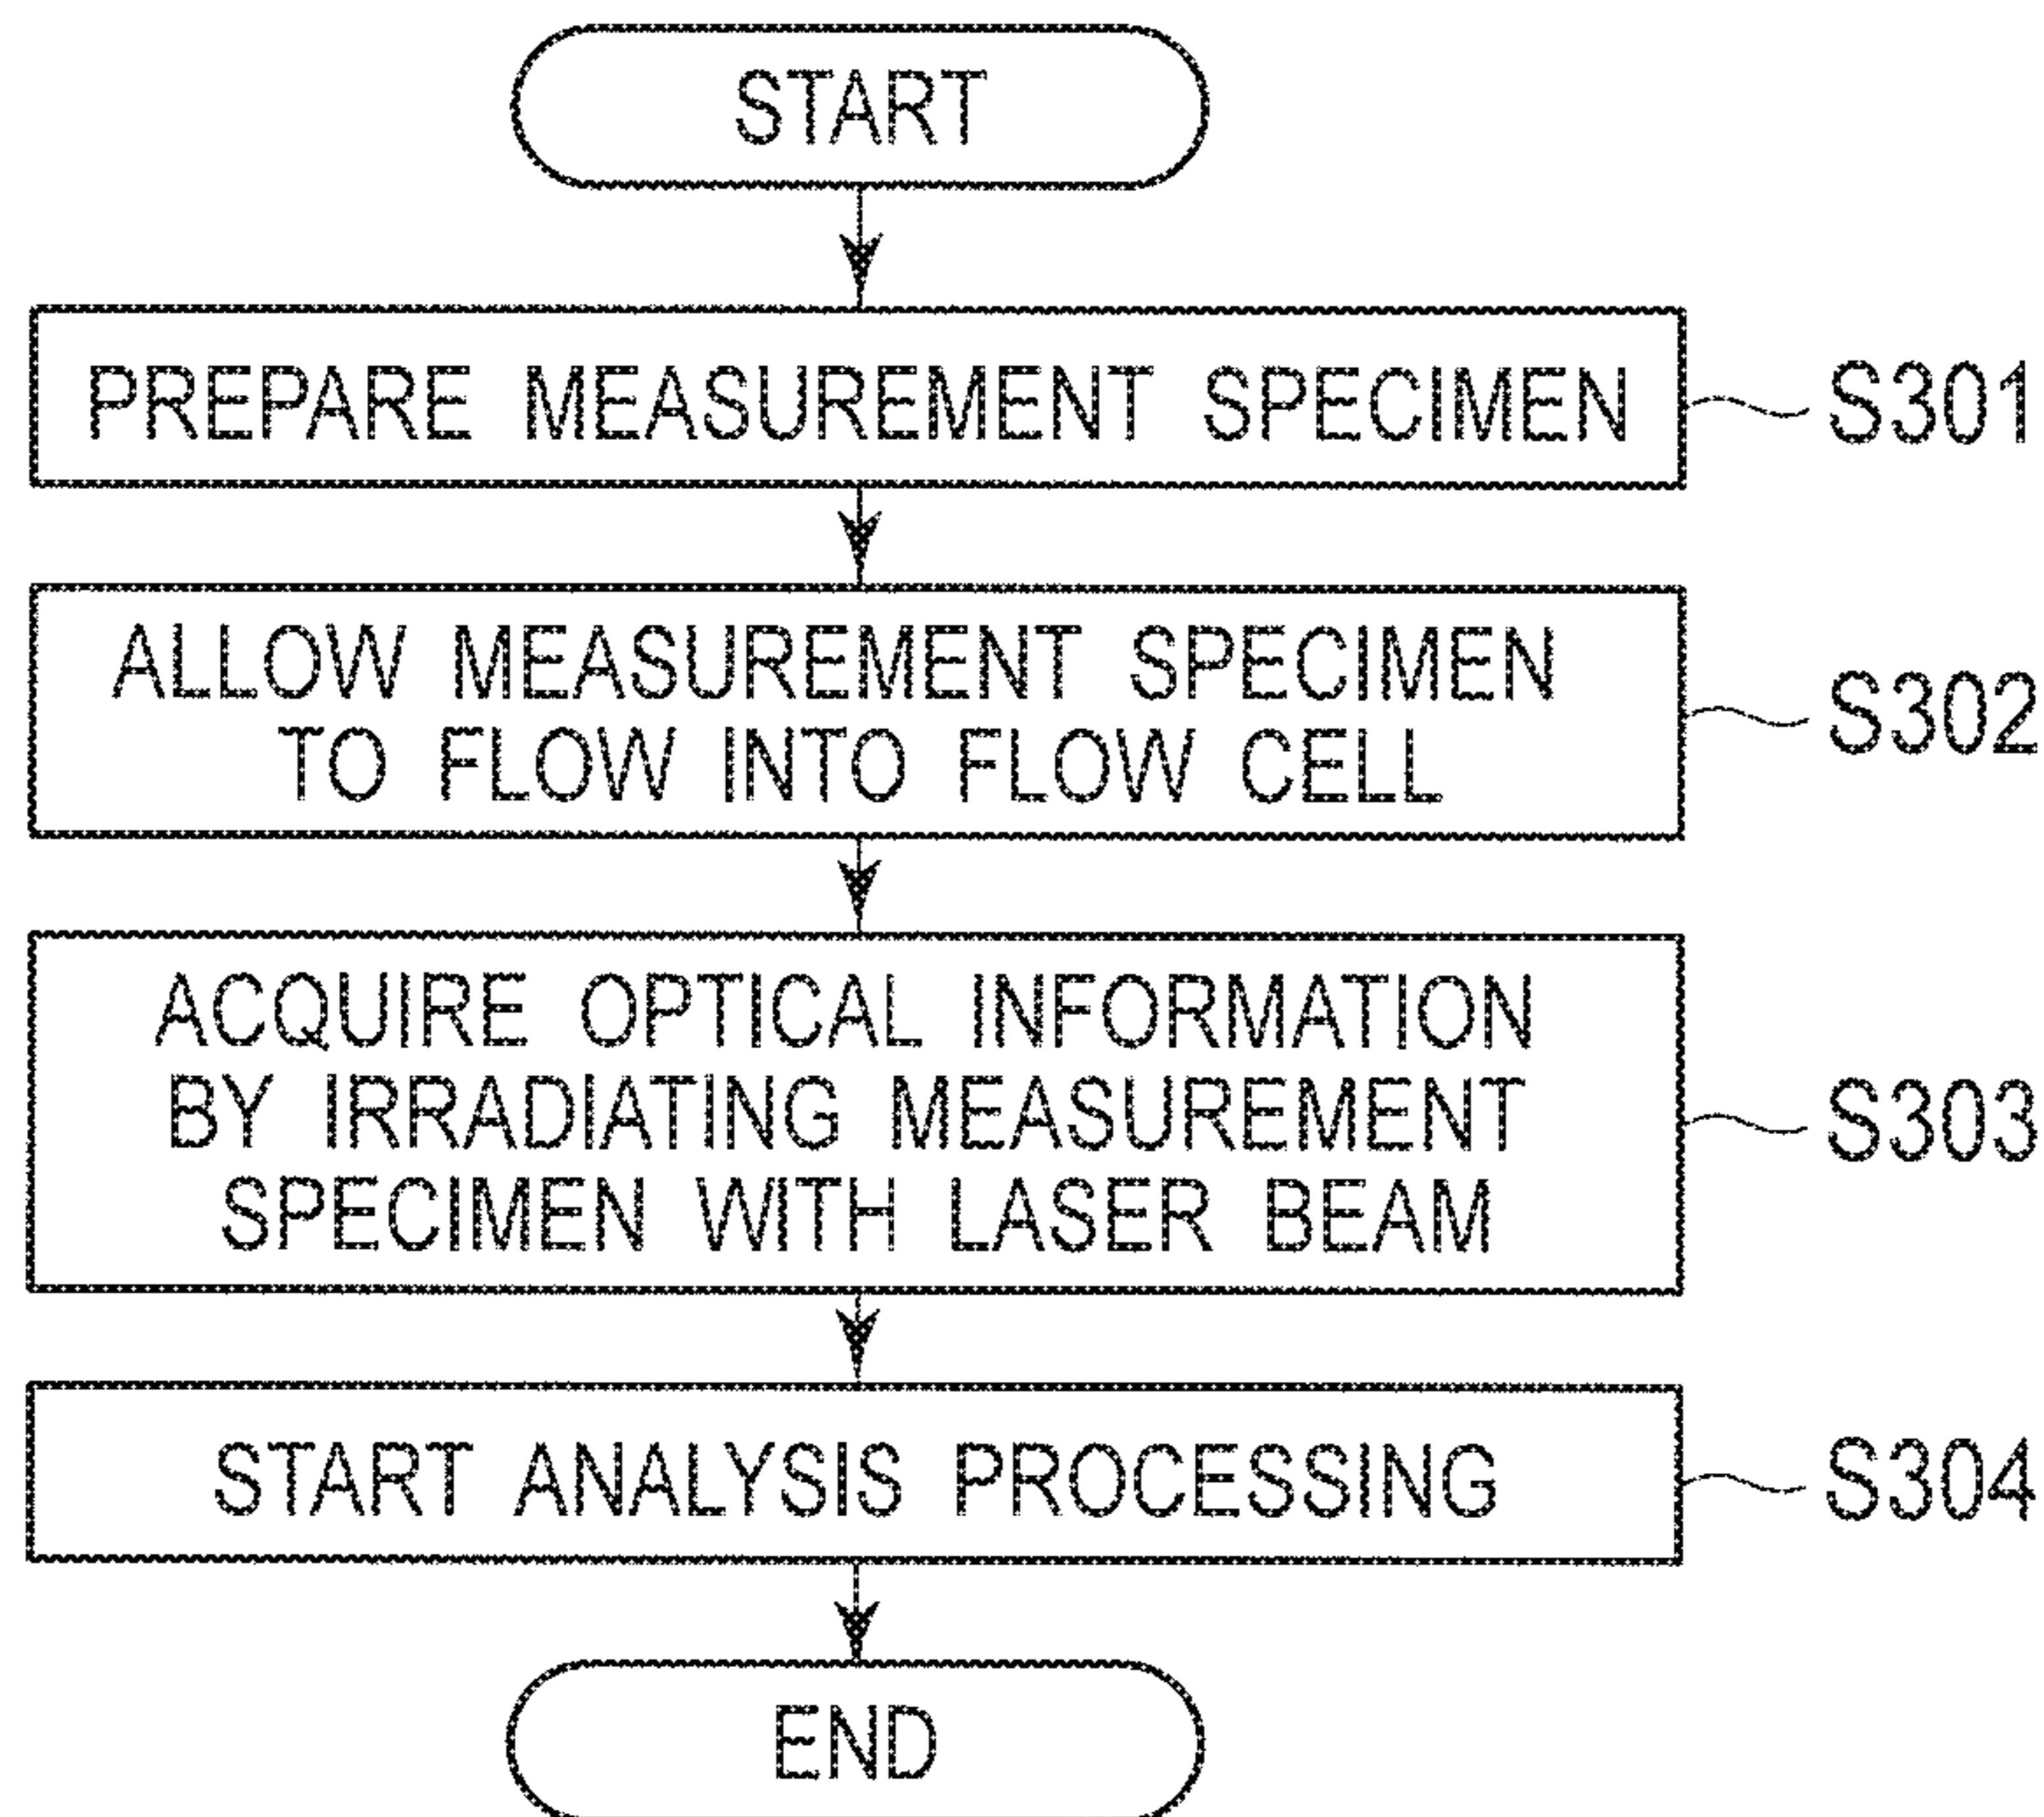 START
PREPARE MEASUREMENT SPECIMEN
S301
ALLOW MEASUREMENT SPECIMEN
TO FLOW INTO FLOW CELL
S302
ACQUIRE OPTICAL INFORMATION
BY IRRADIATING MEASUREMENT
SPECIMEN WITH LASER BEAM
S303
START ANALYSIS PROCESSING
S304
END